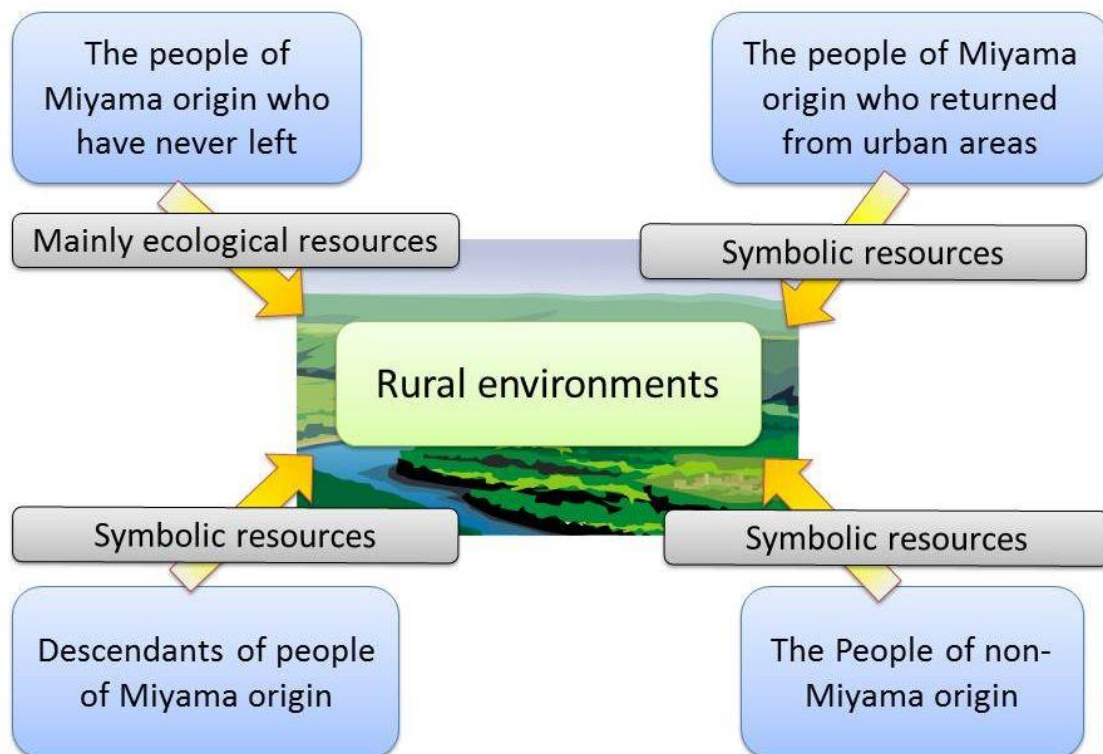 The people of
Miyama origin who
have never left
The people of Miyama
origin who returned
from urban areas
Mainly ecological resources
Symbolic resources
Rural environments
Symbolic resources
Symbolic resources
Descendants of people
of Miyama origin
The People of non-
Miyama origin